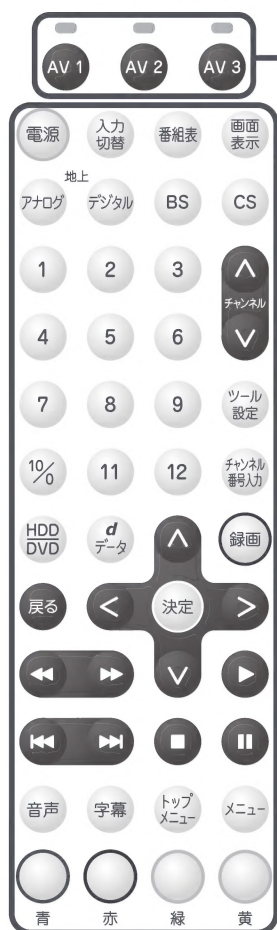 AV 1 AV 2 AV 3
電源 入力切替 番組表 画面表示
地上
アナログ デジタル BS CS
1 2 3
チャンネル
4 5 6
7 8 9 ツール設定
10/0 11 12 チャンネル番号入力
HDD
DVD
d
データ
録画
戻る 決定
音声 字幕 トップメニュー メニュー
青 赤 緑 黄